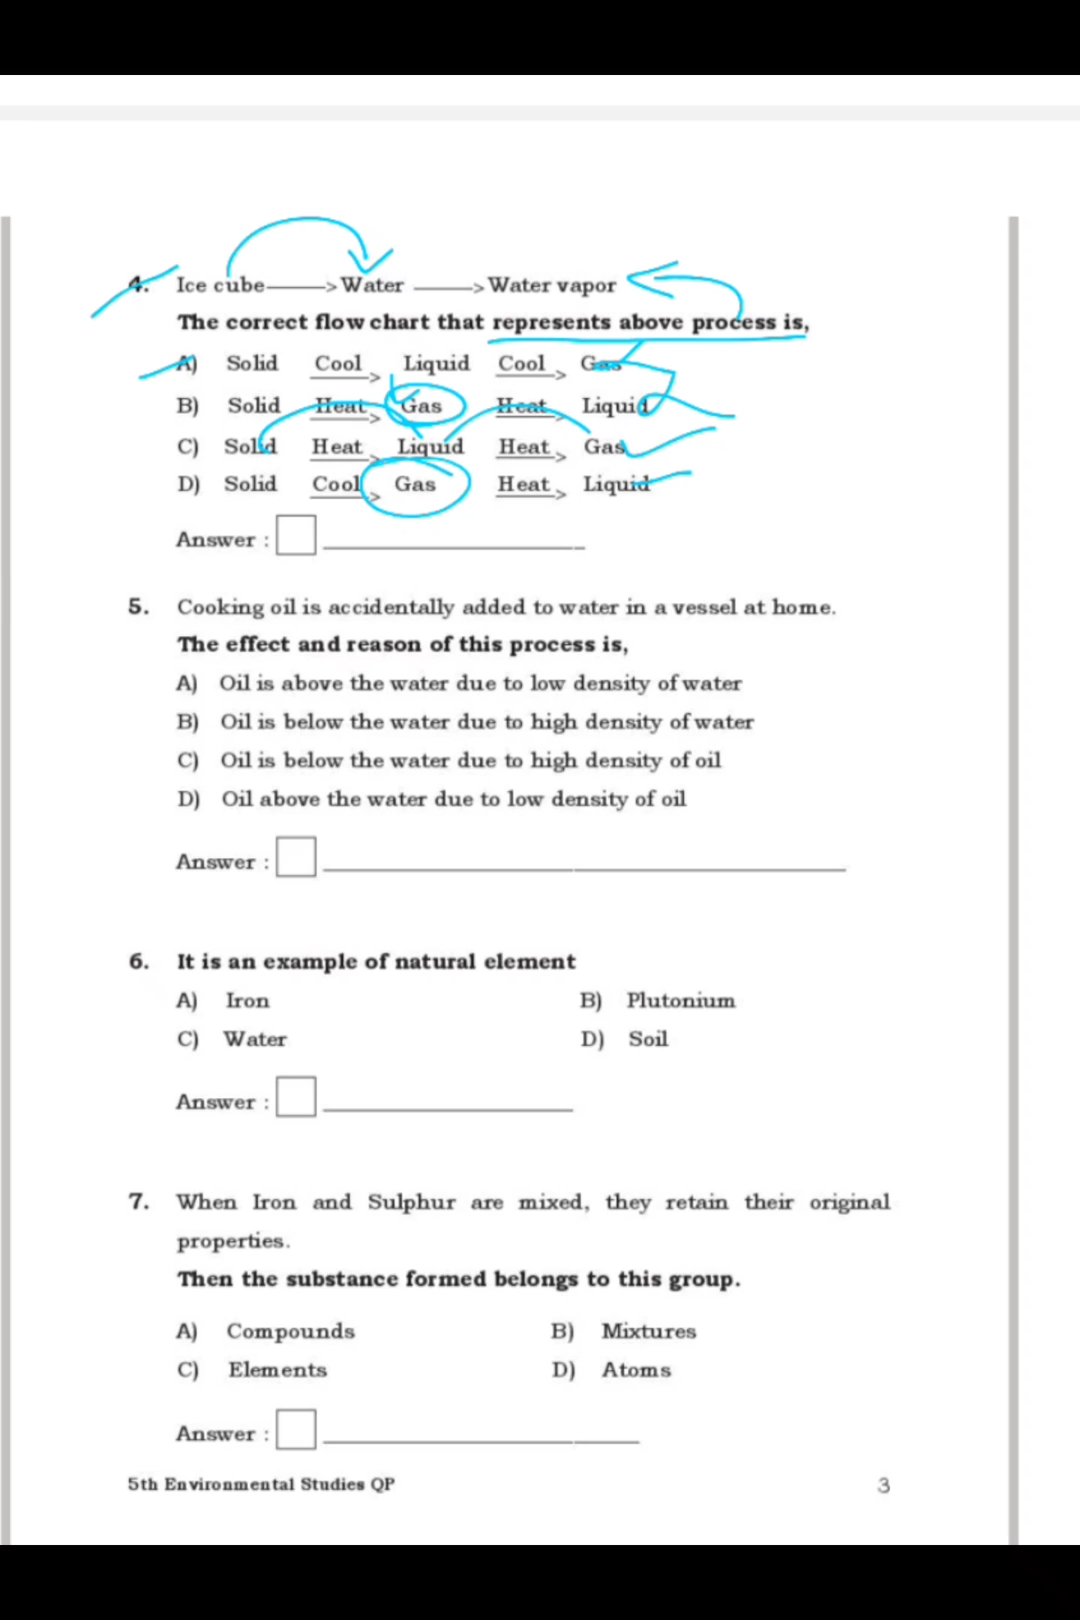 4. Ice cube--------->Water --------->Water vapor
The correct flow chart that represents above process is,
A) Solid Cool > Liquid Cool > Gas
B) Solid Heat > Gas Heat > Liquid
C) Solid Heat > Liquid Heat > Gas
D) Solid Cool > Gas Heat > Liquid
Answer : ______________________
5. Cooking oil is accidentally added to water in a vessel at home.
The effect and reason of this process is,
A) Oil is above the water due to low density of water
B) Oil is below the water due to high density of water
C) Oil is below the water due to high density of oil
D) Oil above the water due to low density of oil
Answer : ______________________
6. It is an example of natural element
A) Iron B) Plutonium
C) Water D) Soil
Answer : ______________________
7. When Iron and Sulphur are mixed, they retain their original
properties.
Then the substance formed belongs to this group.
A) Compounds B) Mixtures
C) Elements D) Atoms
Answer : ______________________
5th Environmental Studies QP 3